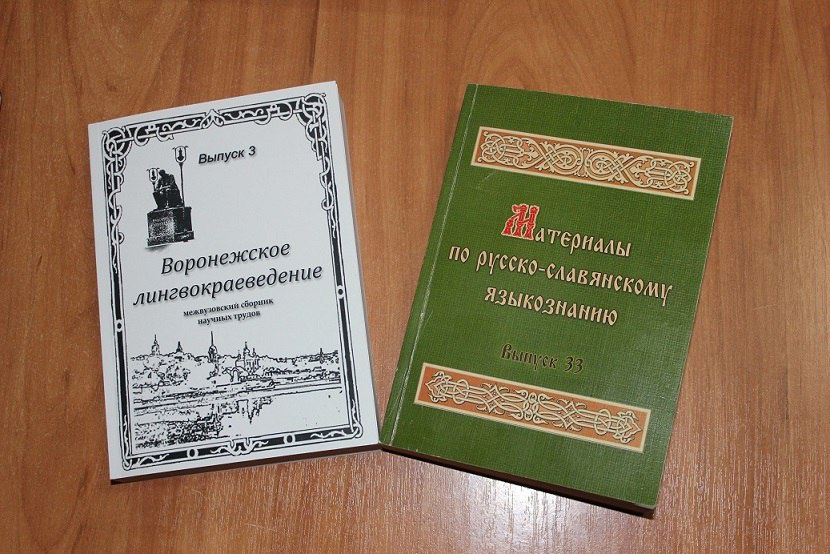 Выпуск 3
Воронежское
лингвокраеведение
межвузовский сборник
научных трудов
Материалы
по русско-славянскому
языкознанию
Выпуск 33